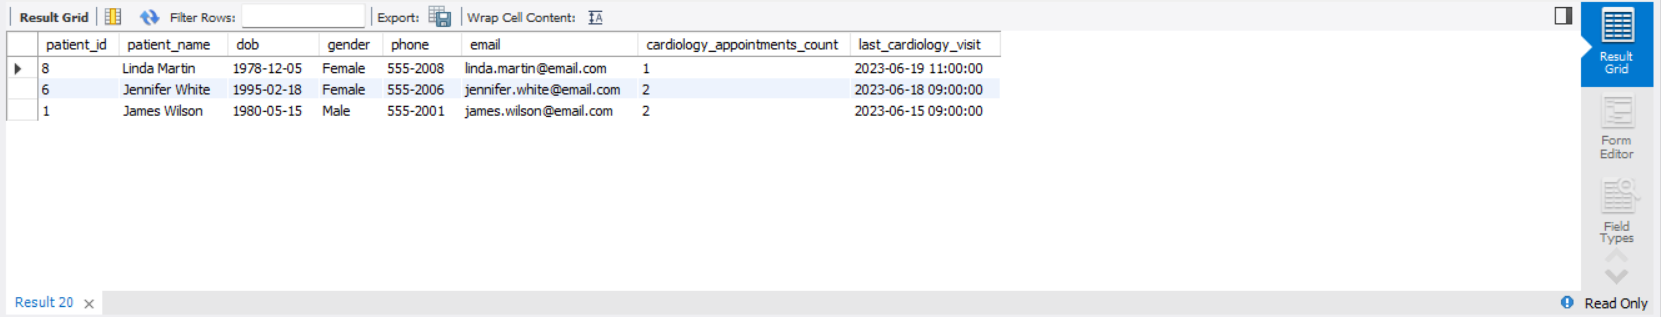 Result Grid Filter Rows: Export: Wrap Cell Content:
patient_id patient_name dob gender phone email cardiology_appointments_count last_cardiology_visit
8 Linda Martin 1978-12-05 Female 555-2008 linda.martin@email.com 1 2023-06-19 11:00:00
6 Jennifer White 1995-02-18 Female 555-2006 jennifer.white@email.com 2 2023-06-18 09:00:00
1 James Wilson 1980-05-15 Male 555-2001 james.wilson@email.com 2 2023-06-15 09:00:00
Result
Grid
Form
Editor
Field
Types
Result 20
Read Only